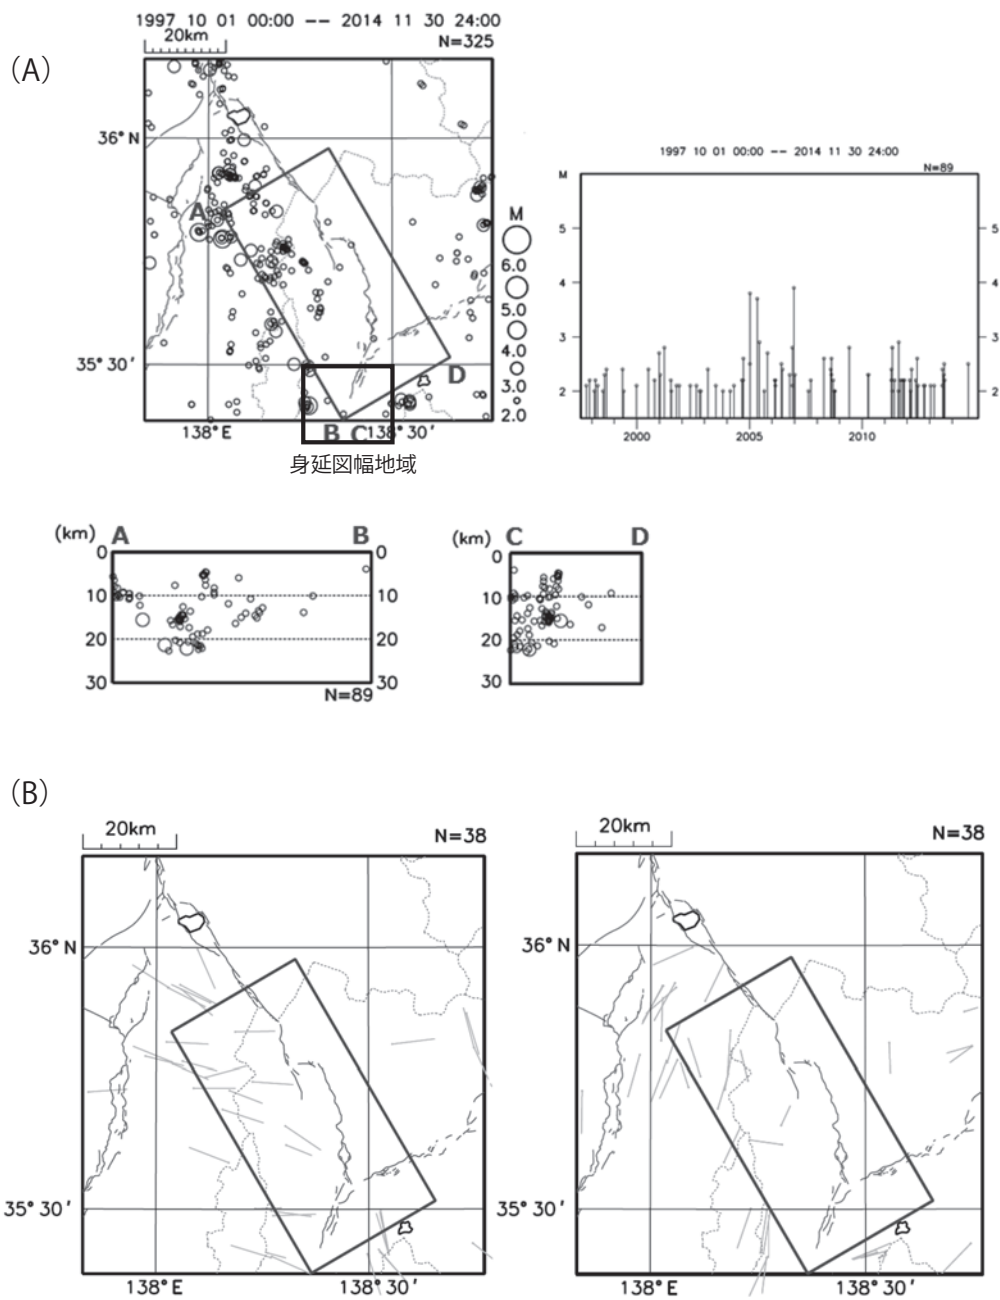 (A)
1997 10 01 00:00 -- 2014 11 30 24:00
20km
N=325
36° N
35° 30′
138° E
138° 30′
A
B
C
D
身延図幅地域
M
6.0
5.0
4.0
3.0
2.0
1997 10 01 00:00 -- 2014 11 30 24:00
N=89
M
5
4
3
2
5
4
3
2
2000
2005
2010
(km)
A
B
0
10
20
30
0
10
20
30
N=89
(km)
C
D
0
10
20
30
(B)
20km
N=38
36° N
35° 30′
138° E
138° 30′
20km
N=38
36° N
35° 30′
138° E
138° 30′